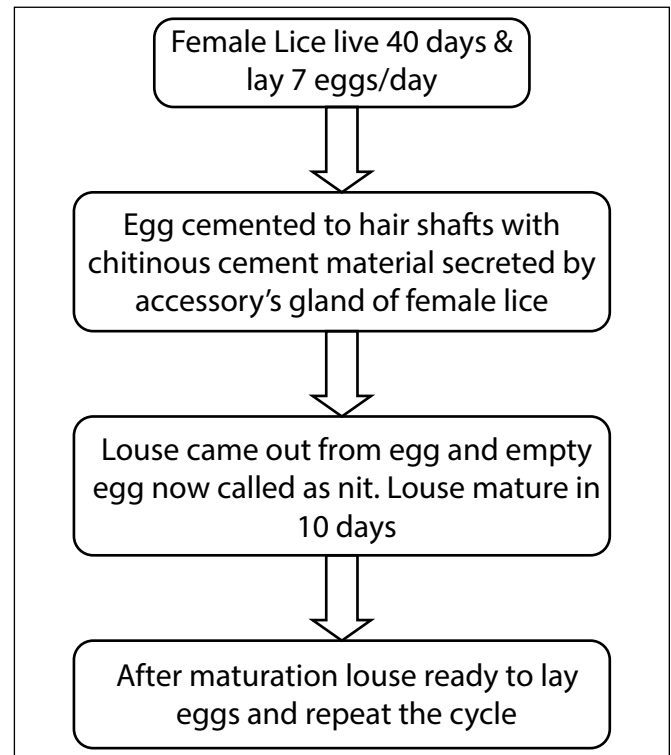 Female Lice live 40 days &
lay 7 eggs/day
Egg cemented to hair shafts with
chitinous cement material secreted by
accessory’s gland of female lice
Louse came out from egg and empty
egg now called as nit. Louse mature in
10 days
After maturation louse ready to lay
eggs and repeat the cycle